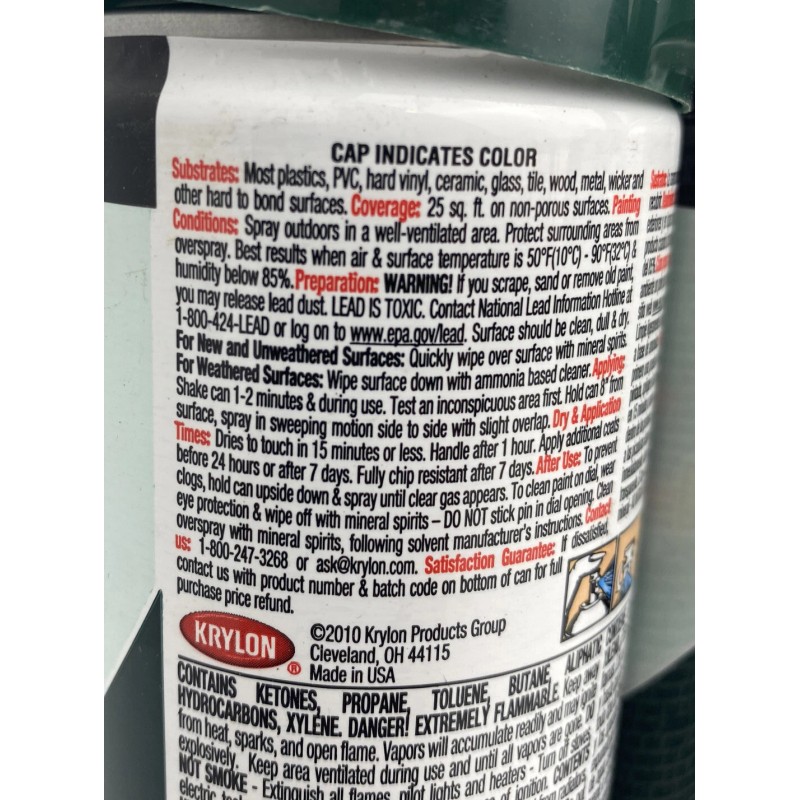 CAP INDICATES COLOR
Substrates: Most plastics, PVC, hard vinyl, ceramic, glass, tile, wood, metal, wicker and
other hard to bond surfaces. Coverage: 25 sq. ft. on non-porous surfaces. Painting
Conditions: Spray outdoors in a well-ventilated area. Protect surrounding areas from
overspray. Best results when air & surface temperature is 50°F(10°C) - 90°F(32°C) &
humidity below 85%. Preparation: WARNING! If you scrape, sand or remove old paint,
you may release lead dust. LEAD IS TOXIC. Contact National Lead Information Hotline at
1-800-424-LEAD or log on to www.epa.gov/lead. Surface should be clean, dull & dry.
For New and Unweathered Surfaces: Quickly wipe over surface with mineral spirits.
For Weathered Surfaces: Wipe surface down with ammonia based cleaner. Applying:
Shake can 1-2 minutes & during use. Test an inconspicuous area first. Hold can 8" from
surface, spray in sweeping motion side to side with slight overlap. Dry & Application
Times: Dries to touch in 15 minutes or less. Handle after 1 hour. Apply additional coats
before 24 hours or after 7 days. Fully chip resistant after 7 days. After Use: To prevent
clogs, hold can upside down & spray until clear gas appears. To clean paint on dial, wear
eye protection & wipe off with mineral spirits – DO NOT stick pin in dial opening. Clean
overspray with mineral spirits, following solvent manufacturer's instructions. Contact
us: 1-800-247-3268 or ask@krylon.com. Satisfaction Guarantee: If dissatisfied,
contact us with product number & batch code on bottom of can for full
purchase price refund.
KRYLON ®
©2010 Krylon Products Group
Cleveland, OH 44115
Made in USA
CONTAINS KETONES, PROPANE, TOLUENE, BUTANE, ALIPHATIC
HYDROCARBONS, XYLENE. DANGER! EXTREMELY FLAMMABLE. Keep away
from heat, sparks, and open flame. Vapors will accumulate readily and may ignite
explosively. Keep area ventilated during use and until all vapors are gone. DO
NOT SMOKE - Extinguish all flames, pilot lights and heaters - Turn off stoves,
electric of ignition. CONTENTS